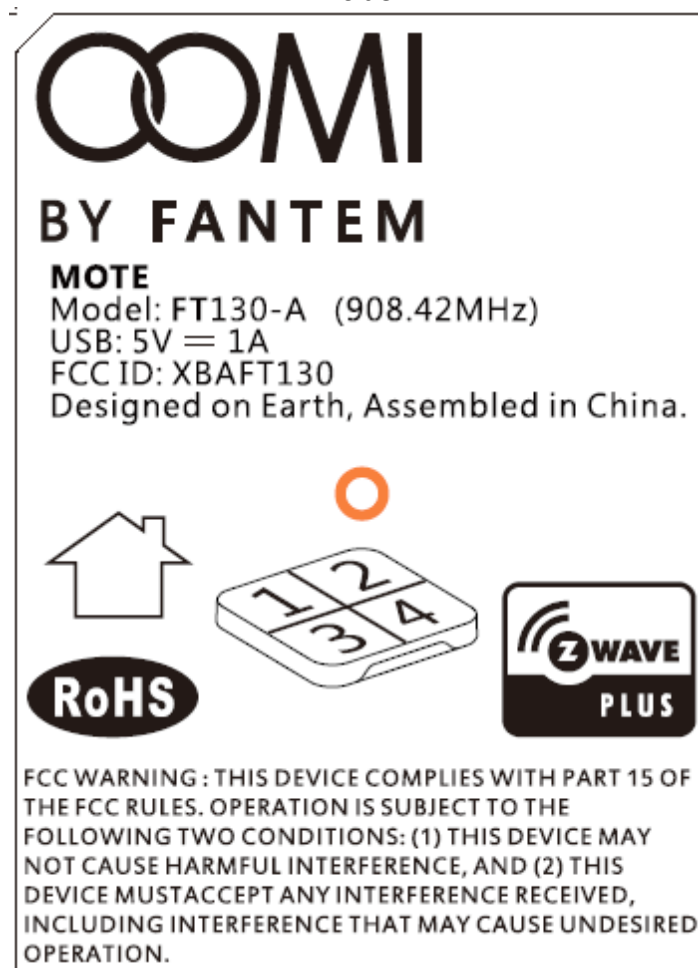 OOMI
BY FANTEM
MOTE
Model: FT130-A (908.42MHz)
USB: 5V ⎓ 1A
FCC ID: XBAFT130
Designed on Earth, Assembled in China.
1 2
3 4
RoHS
Z WAVE
PLUS
FCC WARNING : THIS DEVICE COMPLIES WITH PART 15 OF
THE FCC RULES. OPERATION IS SUBJECT TO THE
FOLLOWING TWO CONDITIONS: (1) THIS DEVICE MAY
NOT CAUSE HARMFUL INTERFERENCE, AND (2) THIS
DEVICE MUSTACCEPT ANY INTERFERENCE RECEIVED,
INCLUDING INTERFERENCE THAT MAY CAUSE UNDESIRED
OPERATION.